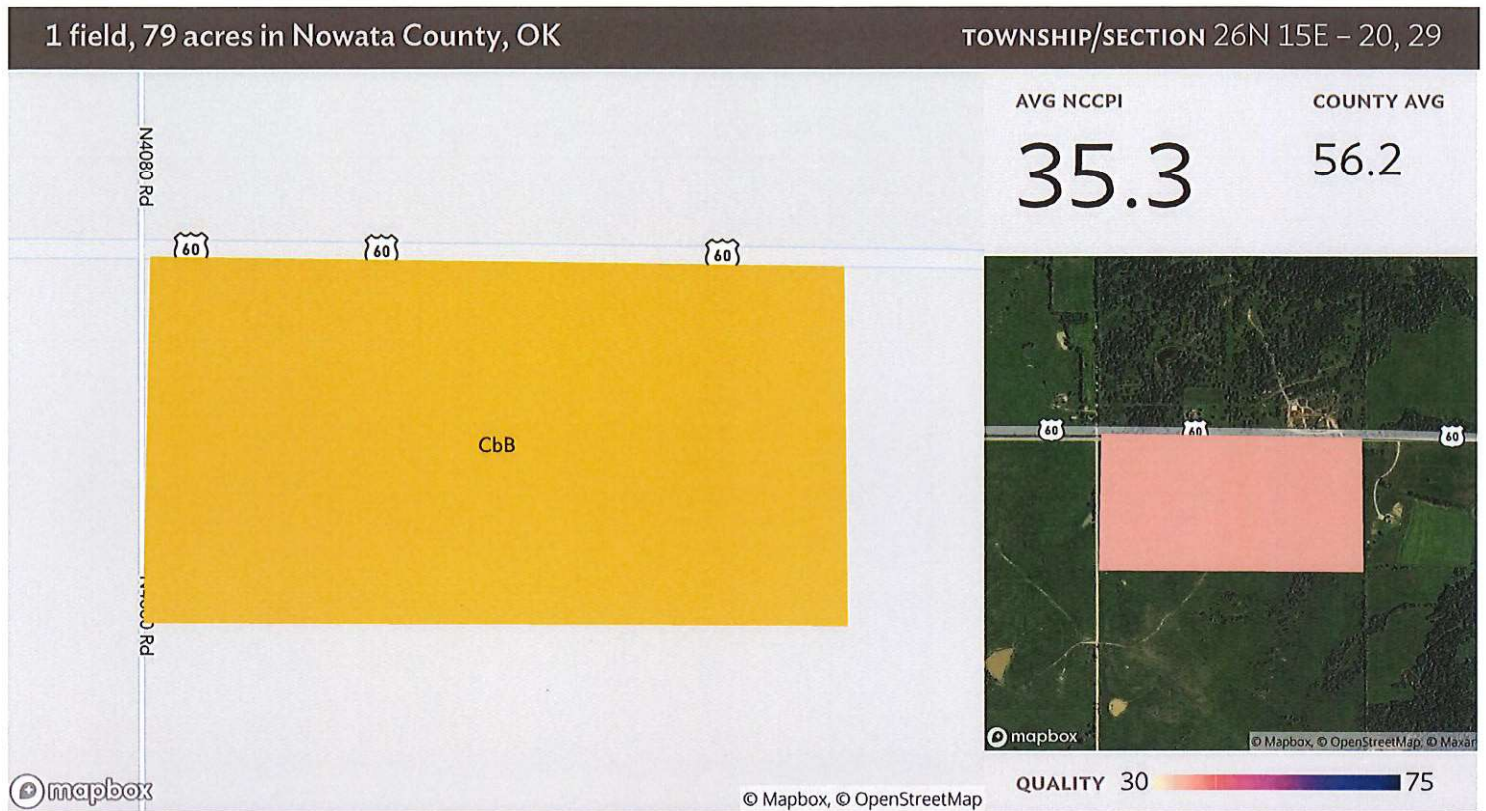 1 field, 79 acres in Nowata County, OK
TOWNSHIP/SECTION 26N 15E – 20, 29
AVG NCCPI
35.3
COUNTY AVG
56.2
N4080 Rd
60
60
60
CbB
Rd
mapbox
© Mapbox, © OpenStreetMap
60
60
60
mapbox
© Mapbox, © OpenStreetMap, © Maxar
QUALITY 30
75